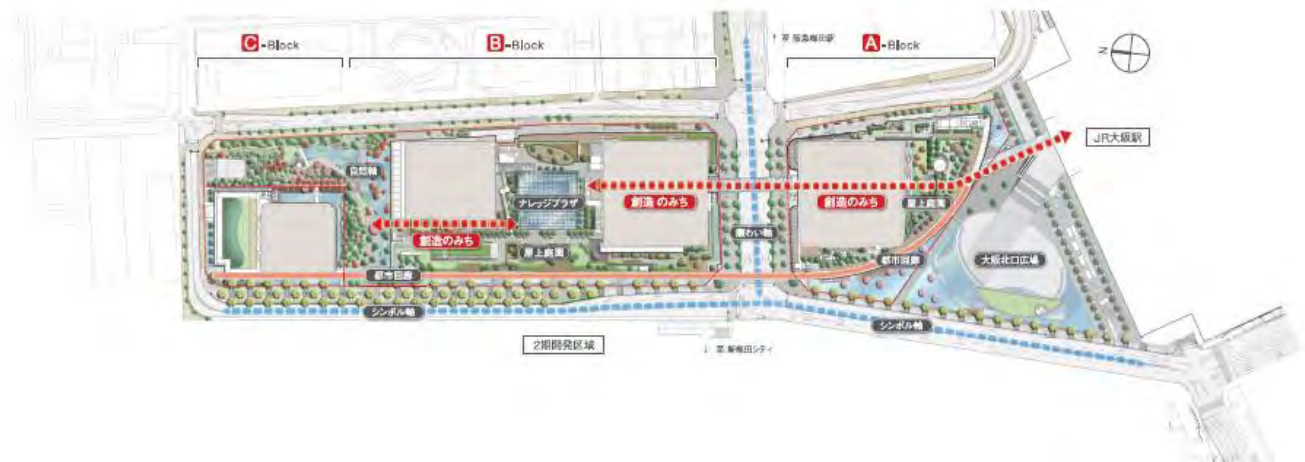 C-Block
B-Block
A-Block
↑ 至 阪急梅田駅
N
JR大阪駅
自然軸
ナレッジプラザ
創造のみち
創造のみち
創造のみち
屋上庭園
屋上庭園
賑わい軸
都市回廊
都市回廊
大阪北口広場
シンボル軸
シンボル軸
2期開発区域
↓ 至 新梅田シティ